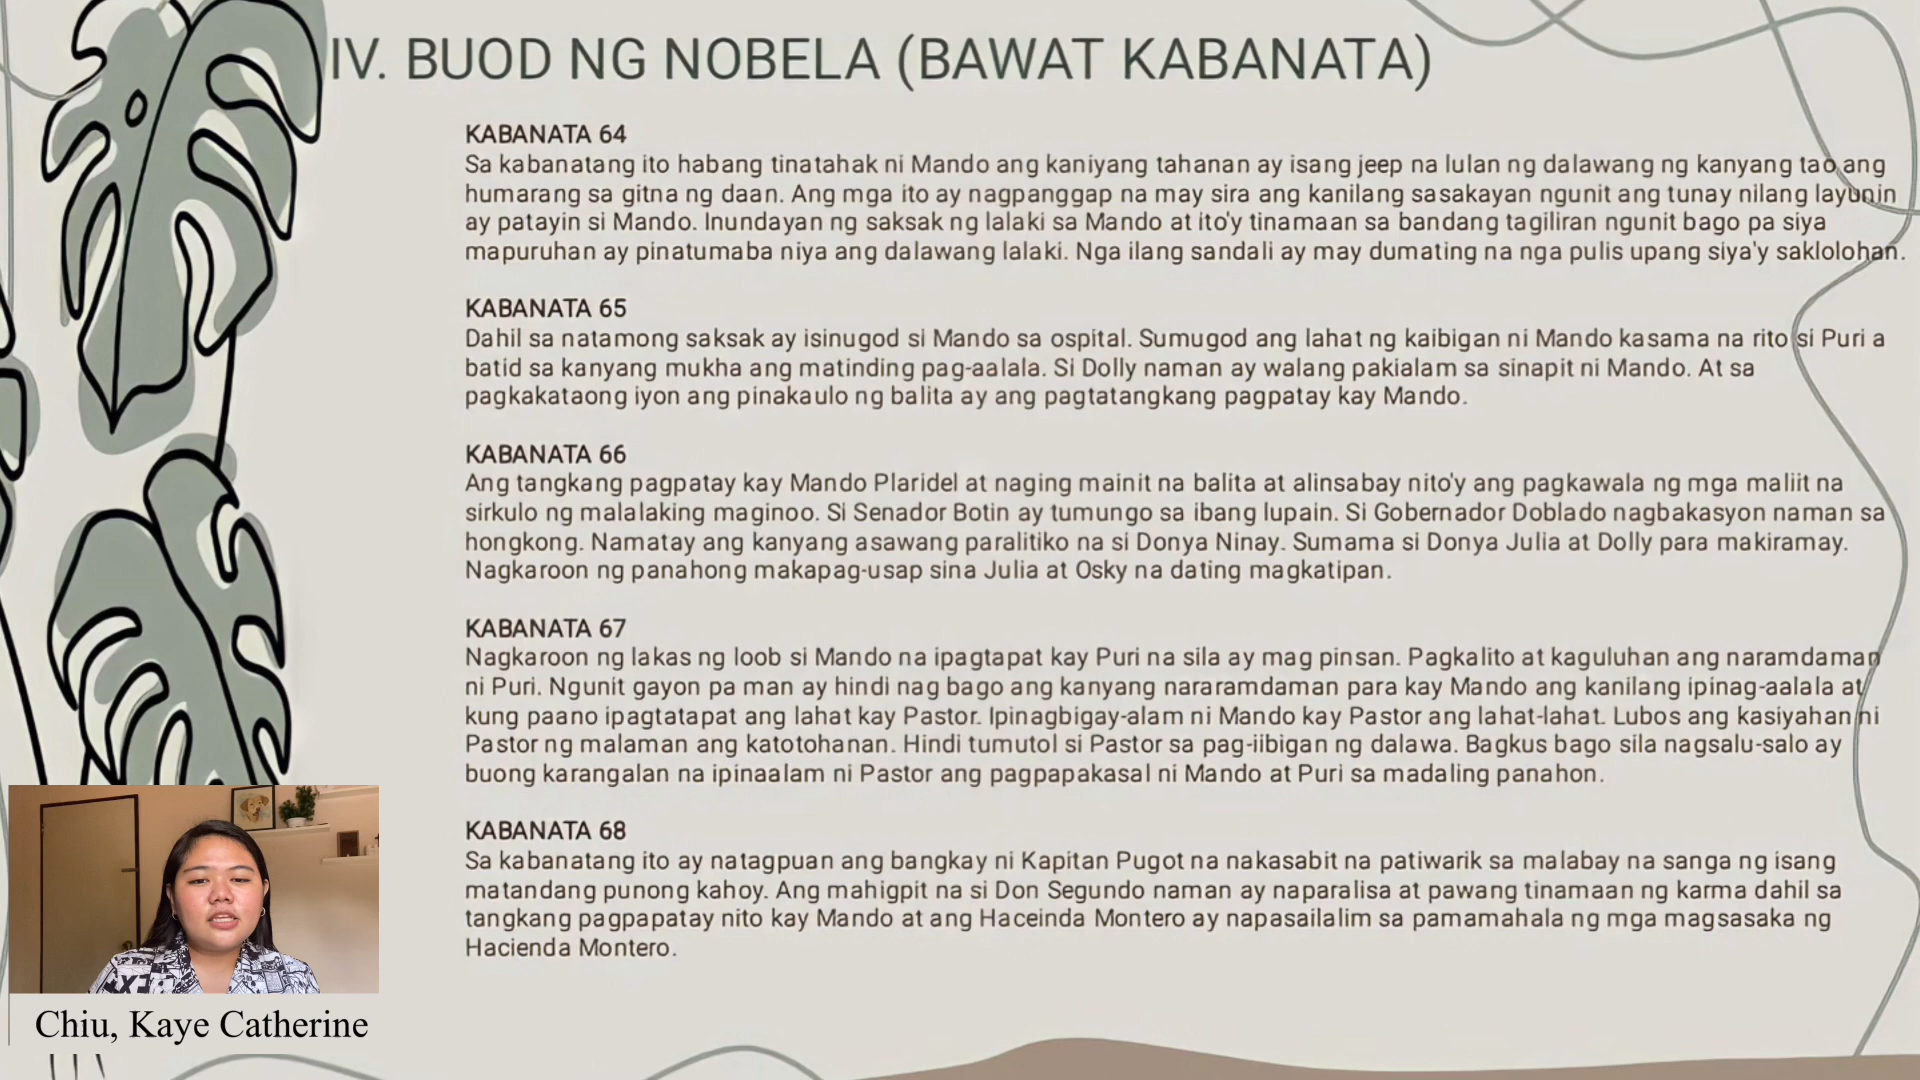 IV. BUOD NG NOBELA (BAWAT KABANATA)
KABANATA 64
Sa kabanatang ito habang tinatahak ni Mando ang kaniyang tahanan ay isang jeep na lulan ng dalawang ng kanyang tao ang
humarang sa gitna ng daan. Ang mga ito ay nagpanggap na may sira ang kanilang sasakayan ngunit ang tunay nilang layunin
ay patayin si Mando. Inundayan ng saksak ng lalaki sa Mando at ito'y tinamaan sa bandang tagiliran ngunit bago pa siya
mapuruhan ay pinatumaba niya ang dalawang lalaki. Nga ilang sandali ay may dumating na nga pulis upang siya'y saklolohan.
KABANATA 65
Dahil sa natamong saksak ay isinugod si Mando sa ospital. Sumugod ang lahat ng kaibigan ni Mando kasama na rito si Puri a
batid sa kanyang mukha ang matinding pag-aalala. Si Dolly naman ay walang pakialam sa sinapit ni Mando. At sa
pagkakataong iyon ang pinakaulo ng balita ay ang pagtatangkang pagpatay kay Mando.
KABANATA 66
Ang tangkang pagpatay kay Mando Plaridel at naging mainit na balita at alinsabay nito'y ang pagkawala ng mga maliit na
sirkulo ng malalaking maginoo. Si Senador Botin ay tumungo sa ibang lupain. Si Gobernador Doblado nagbakasyon naman sa
hongkong. Namatay ang kanyang asawang paralitiko na si Donya Ninay. Sumama si Donya Julia at Dolly para makiramay.
Nagkaroon ng panahong makapag-usap sina Julia at Osky na dating magkatipan.
KABANATA 67
Nagkaroon ng lakas ng loob si Mando na ipagtapat kay Puri na sila ay mag pinsan. Pagkalito at kaguluhan ang naramdaman
ni Puri. Ngunit gayon pa man ay hindi nag bago ang kanyang nararamdaman para kay Mando ang kanilang ipinag-aalala at
kung paano ipagtatapat ang lahat kay Pastor. Ipinagbigay-alam ni Mando kay Pastor ang lahat-lahat. Lubos ang kasiyahan ni
Pastor ng malaman ang katotohanan. Hindi tumutol si Pastor sa pag-iibigan ng dalawa. Bagkus bago sila nagsalu-salo ay
buong karangalan na ipinaalam ni Pastor ang pagpapakasal ni Mando at Puri sa madaling panahon.
KABANATA 68
Sa kabanatang ito ay natagpuan ang bangkay ni Kapitan Pugot na nakasabit na patiwarik sa malabay na sanga ng isang
matandang punong kahoy. Ang mahigpit na si Don Segundo naman ay naparalisa at pawang tinamaan ng karma dahil sa
tangkang pagpapatay nito kay Mando at ang Haceinda Montero ay napasailalim sa pamamahala ng mga magsasaka ng
Hacienda Montero.
Chiu, Kaye Catherine